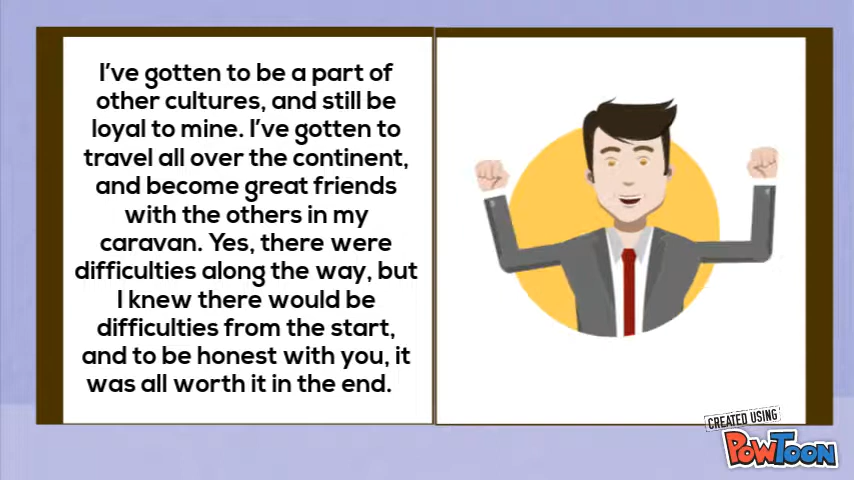 I've gotten to be a part of
other cultures, and still be
loyal to mine. I've gotten to
travel all over the continent,
and become great friends
with the others in my
caravan. Yes, there were
difficulties along the way, but
I knew there would be
difficulties from the start,
and to be honest with you, it
was all worth it in the end.
CREATED USING
POWTOON